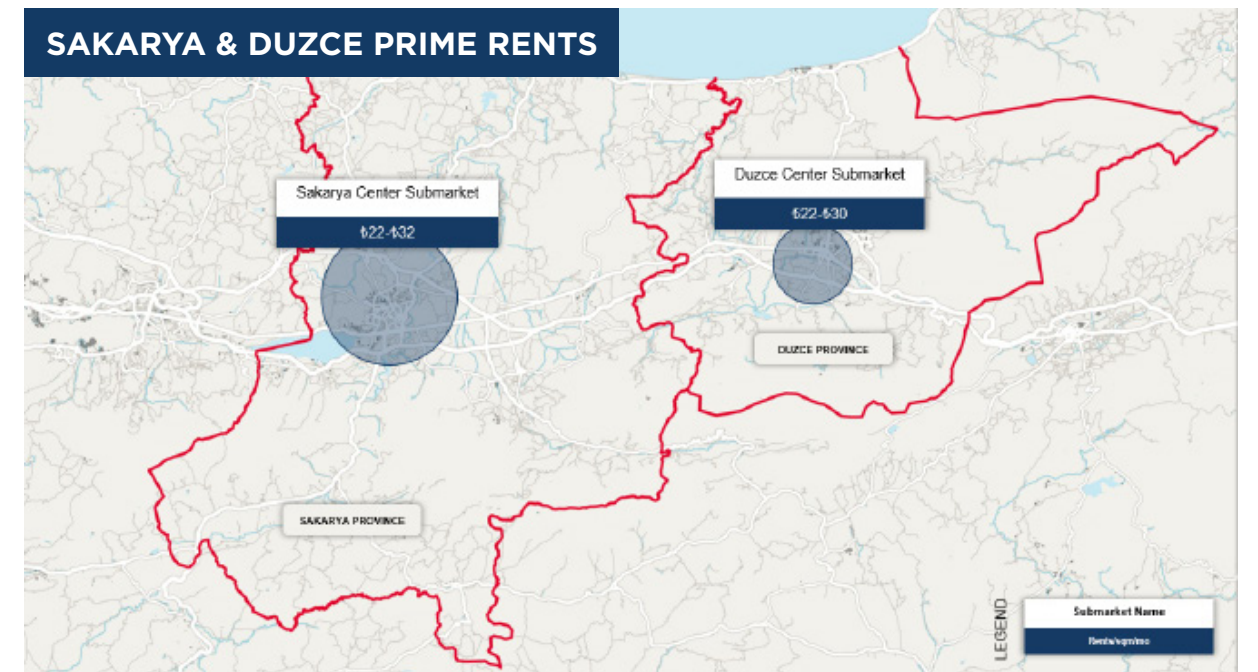 SAKARYA & DUZCE PRIME RENTS
Sakarya Center Submarket
₺22-₺32
Duzce Center Submarket
₺22-₺30
DUZCE PROVINCE
SAKARYA PROVINCE
LEGEND
Submarket Name
Rents/sqm/mo